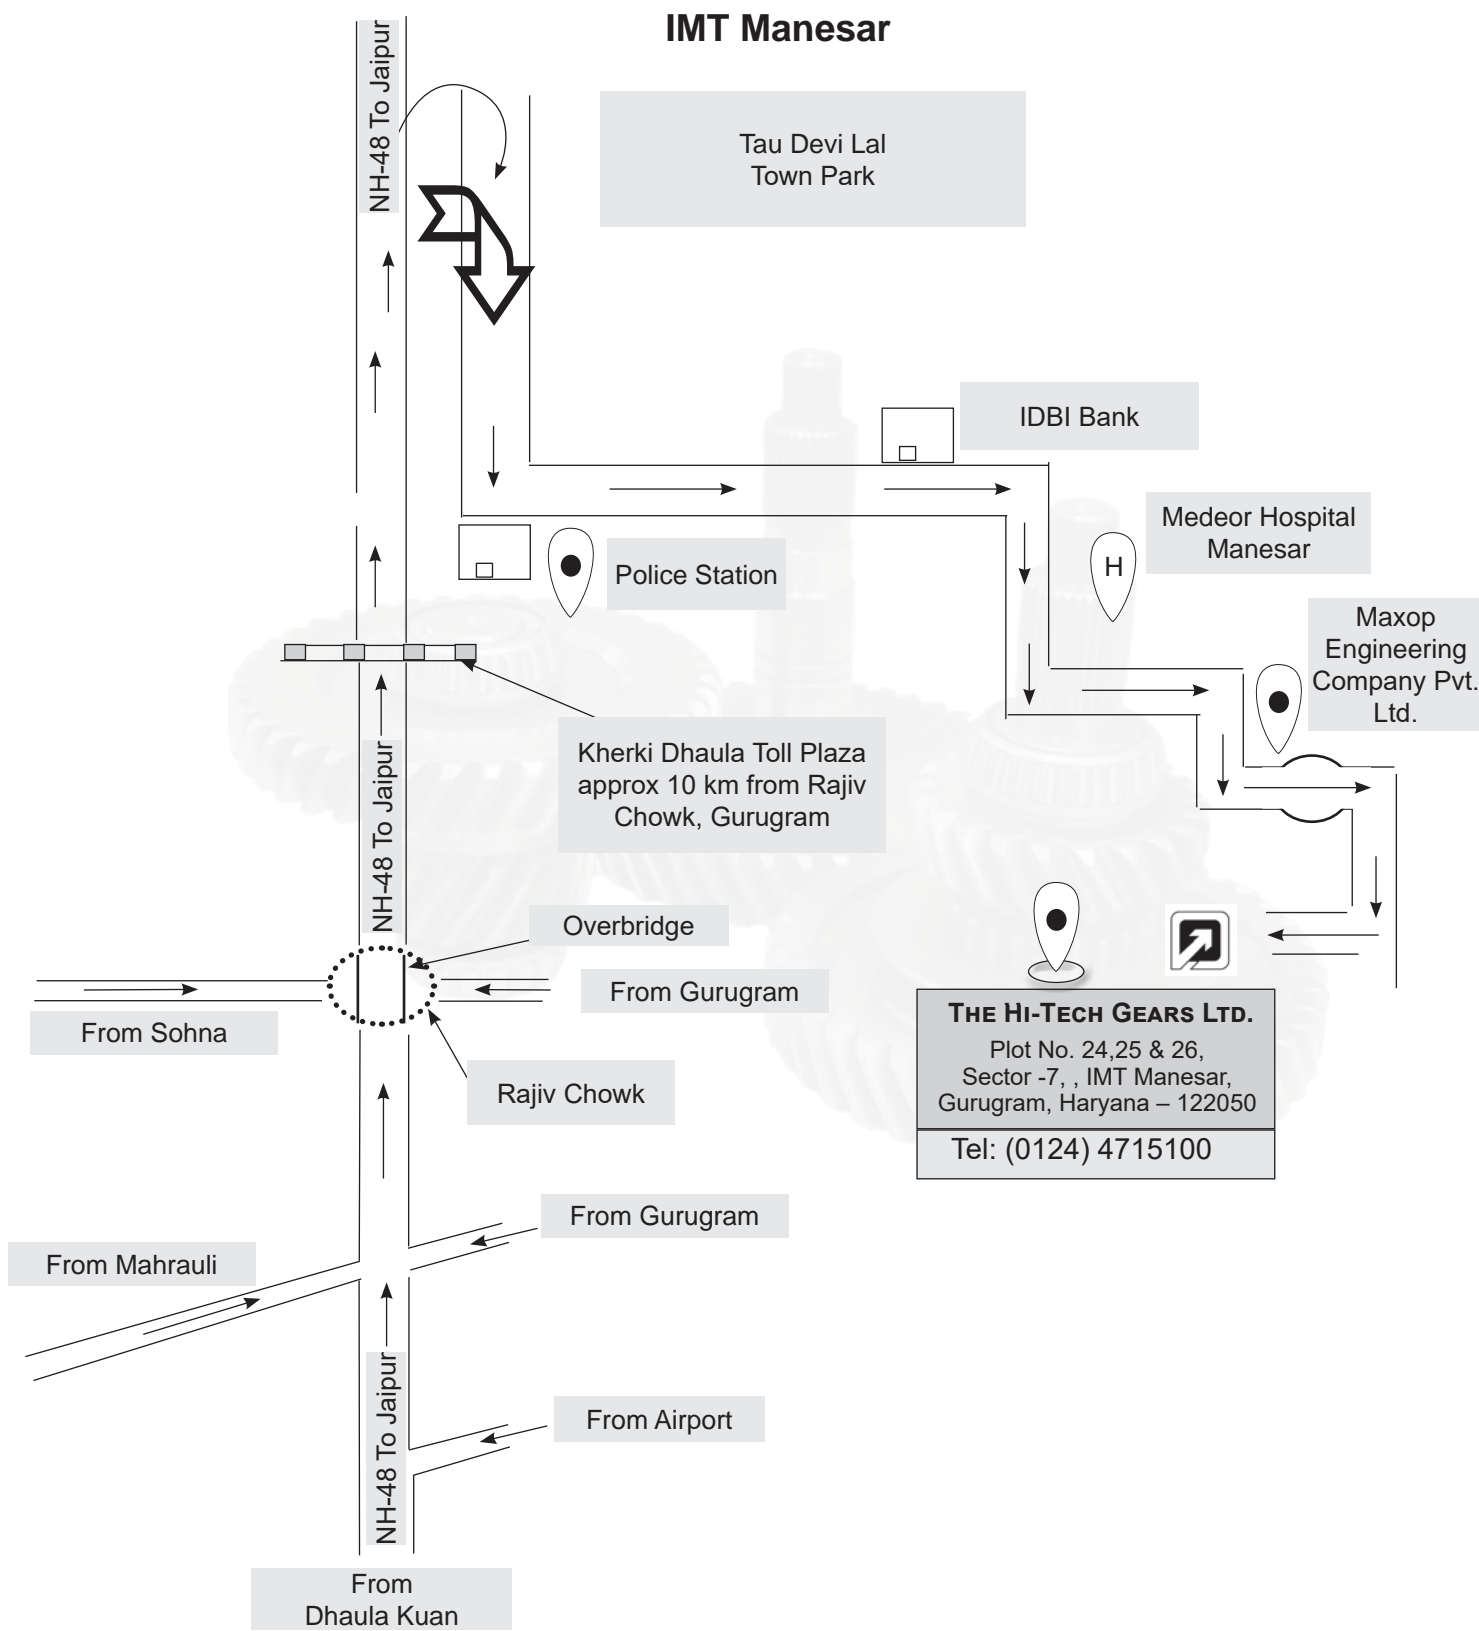 IMT Manesar
NH-48 To Jaipur
Tau Devi Lal
Town Park
IDBI Bank
Medeor Hospital
Manesar
H
Police Station
Maxop
Engineering
Company Pvt.
Ltd.
Kherki Dhaula Toll Plaza
approx 10 km from Rajiv
Chowk, Gurugram
NH-48 To Jaipur
Overbridge
From Gurugram
From Sohna
Rajiv Chowk
THE HI-TECH GEARS LTD.
Plot No. 24,25 & 26,
Sector -7, , IMT Manesar,
Gurugram, Haryana – 122050
Tel: (0124) 4715100
From Gurugram
From Mahrauli
NH-48 To Jaipur
From Airport
From
Dhaula Kuan